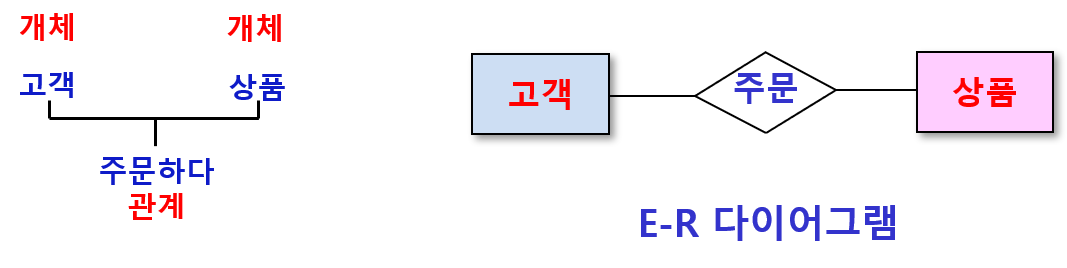 개체 개체
고객 상품
주문하다
관계
고객 주문 상품
E-R 다이어그램